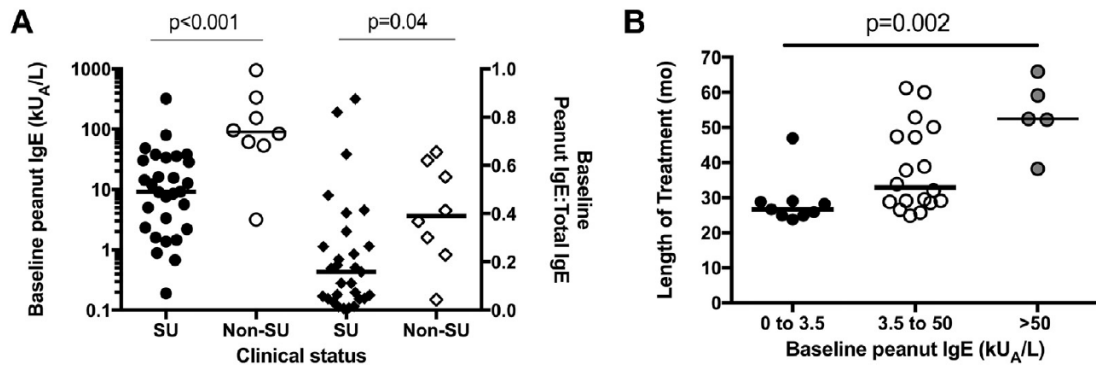 A
p<0.001
p=0.04
Baseline peanut IgE (kUA/L)
1000
100
10
1
0.1
1.0
0.8
0.6
0.4
0.2
0.0
Baseline
Peanut IgE:Total IgE
SU
Non-SU
SU
Non-SU
Clinical status
B
p=0.002
Length of Treatment (mo)
70
60
50
40
30
20
10
0
0 to 3.5
3.5 to 50
>50
Baseline peanut IgE (kUA/L)